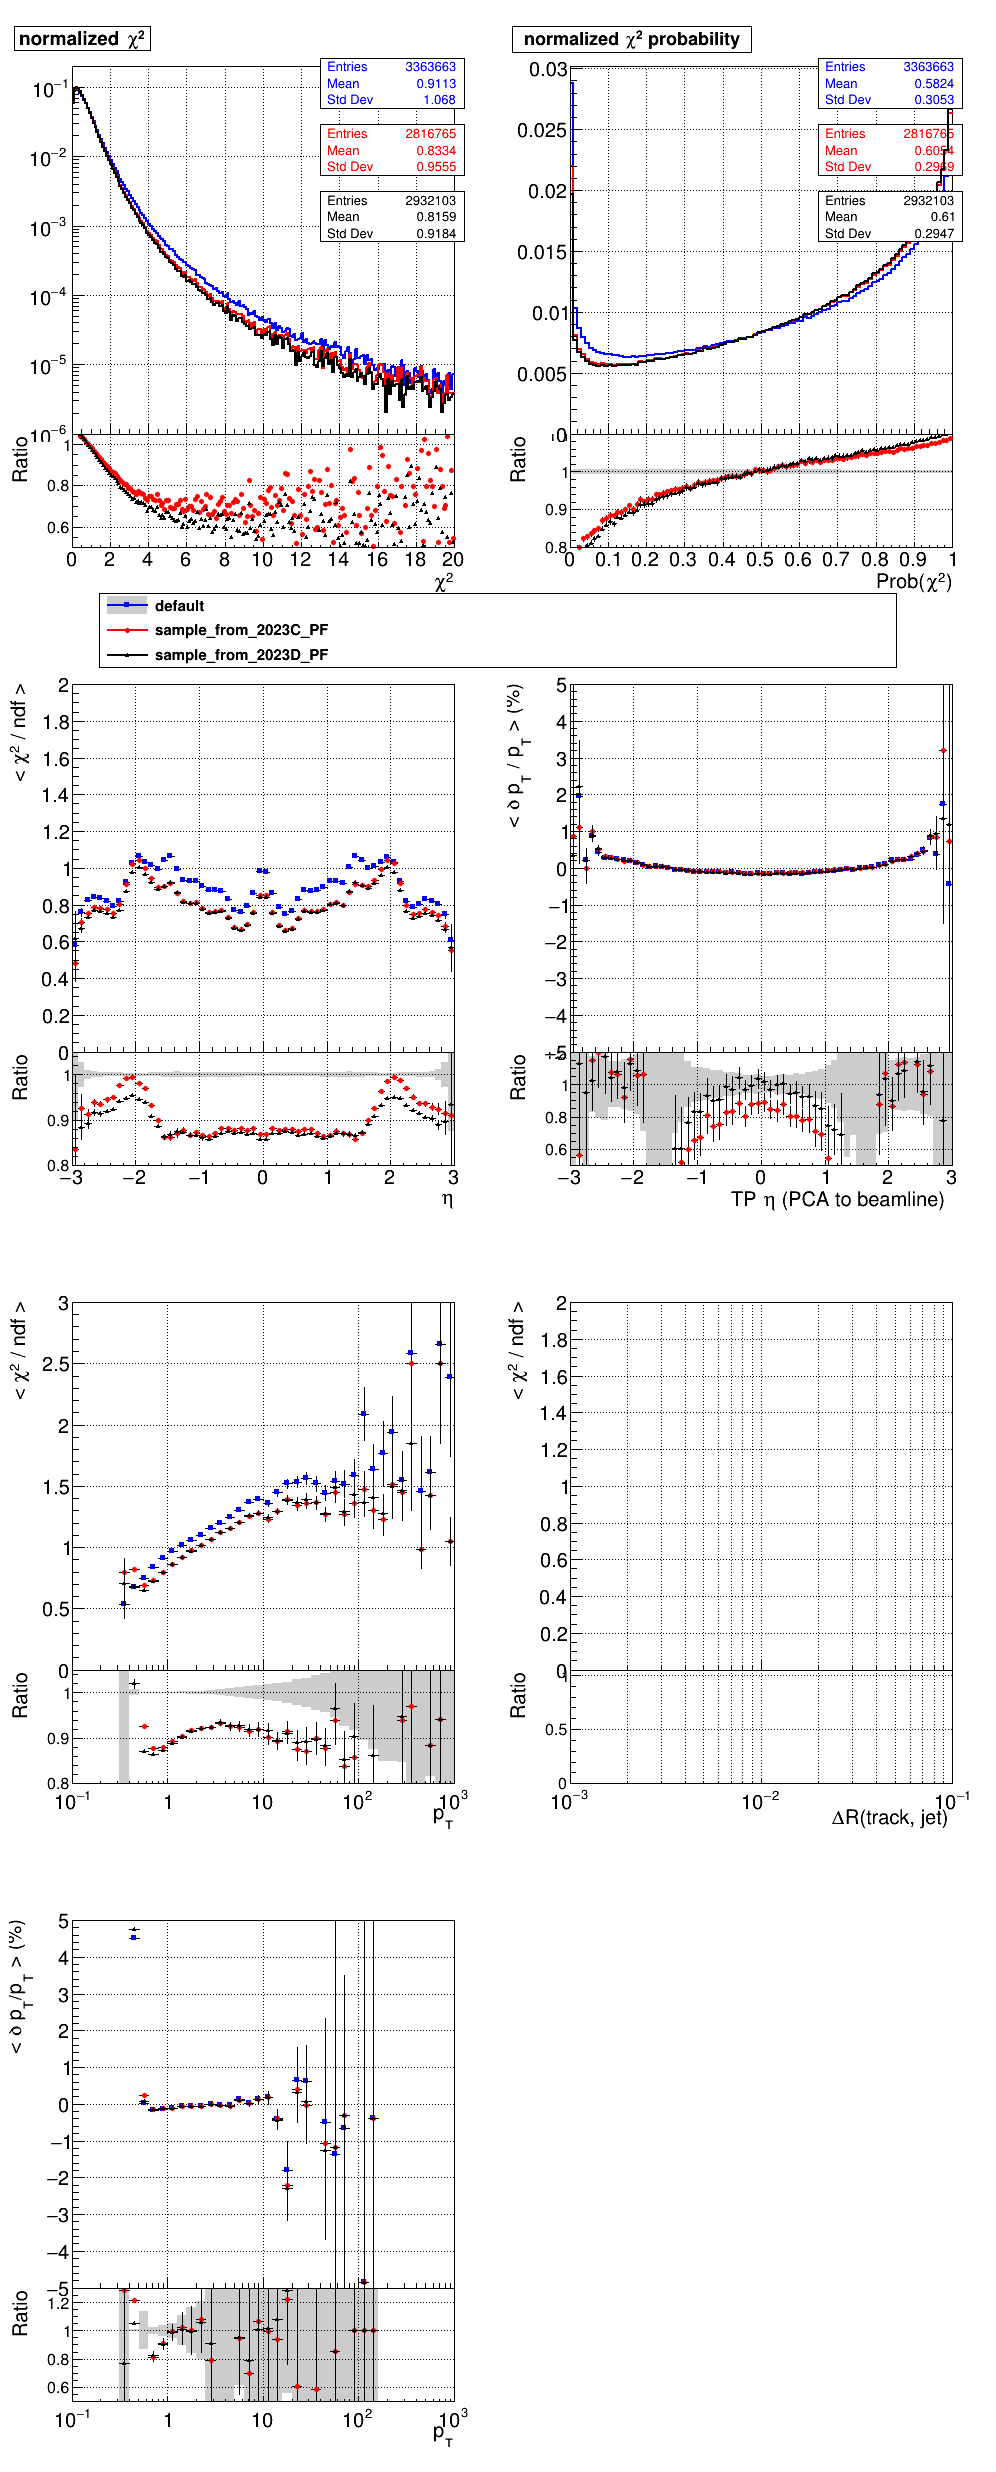 normalized χ²
Entries 3363663
Mean 0.9113
Std Dev 1.068
Entries 2816765
Mean 0.8334
Std Dev 0.9555
Entries 2932103
Mean 0.8159
Std Dev 0.9184
10⁻¹
10⁻²
10⁻³
10⁻⁴
10⁻⁵
10⁻⁶
Ratio
1
0.8
0.6
0 2 4 6 8 10 12 14 16 18 20
χ²
normalized χ² probability
Entries 3363663
Mean 0.5824
Std Dev 0.3053
Entries 2816765
Mean 0.6054
Std Dev 0.2969
Entries 2932103
Mean 0.61
Std Dev 0.2947
0.03
0.025
0.02
0.015
0.01
0.005
0
Ratio
1
0.9
0.8
0 0.1 0.2 0.3 0.4 0.5 0.6 0.7 0.8 0.9 1
Prob(χ²)
default
sample_from_2023C_PF
sample_from_2023D_PF
< χ² / ndf >
2
1.8
1.6
1.4
1.2
1
0.8
0.6
0.4
0.2
0
Ratio
1
0.9
0.8
−3 −2 −1 0 1 2 3
η
< δ p_T / p_T > (%)
5
4
3
2
1
0
−1
−2
−3
−4
−5
Ratio
1
0.8
0.6
−3 −2 −1 0 1 2 3
TP η (PCA to beamline)
< χ² / ndf >
3
2.5
2
1.5
1
0.5
0
Ratio
1
0.9
0.8
10⁻¹ 1 10 10² 10³
p_T
< χ² / ndf >
2
1.8
1.6
1.4
1.2
1
0.8
0.6
0.4
0.2
0
Ratio
1
0.5
0
10⁻³ 10⁻² 10⁻¹
ΔR(track, jet)
< δ p_T/p_T > (%)
5
4
3
2
1
0
−1
−2
−3
−4
−5
Ratio
1.2
1
0.8
0.6
10⁻¹ 1 10 10² 10³
p_T